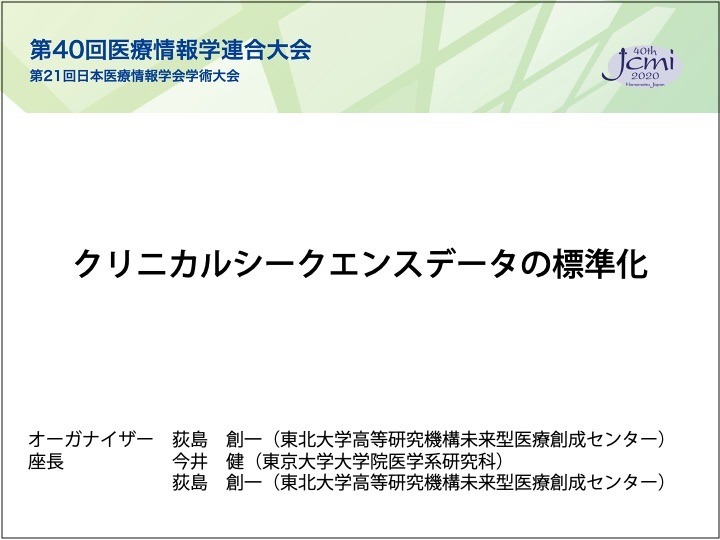 第40回医療情報学連合大会
第21回日本医療情報学会学術大会
40th
Jcmi
2020
Hamamatsu, Japan
クリニカルシークエンスデータの標準化
オーガナイザー　荻島　創一（東北大学高等研究機構未来型医療創成センター）
座長　　　　　　今井　健（東京大学大学院医学系研究科）
荻島　創一（東北大学高等研究機構未来型医療創成センター）